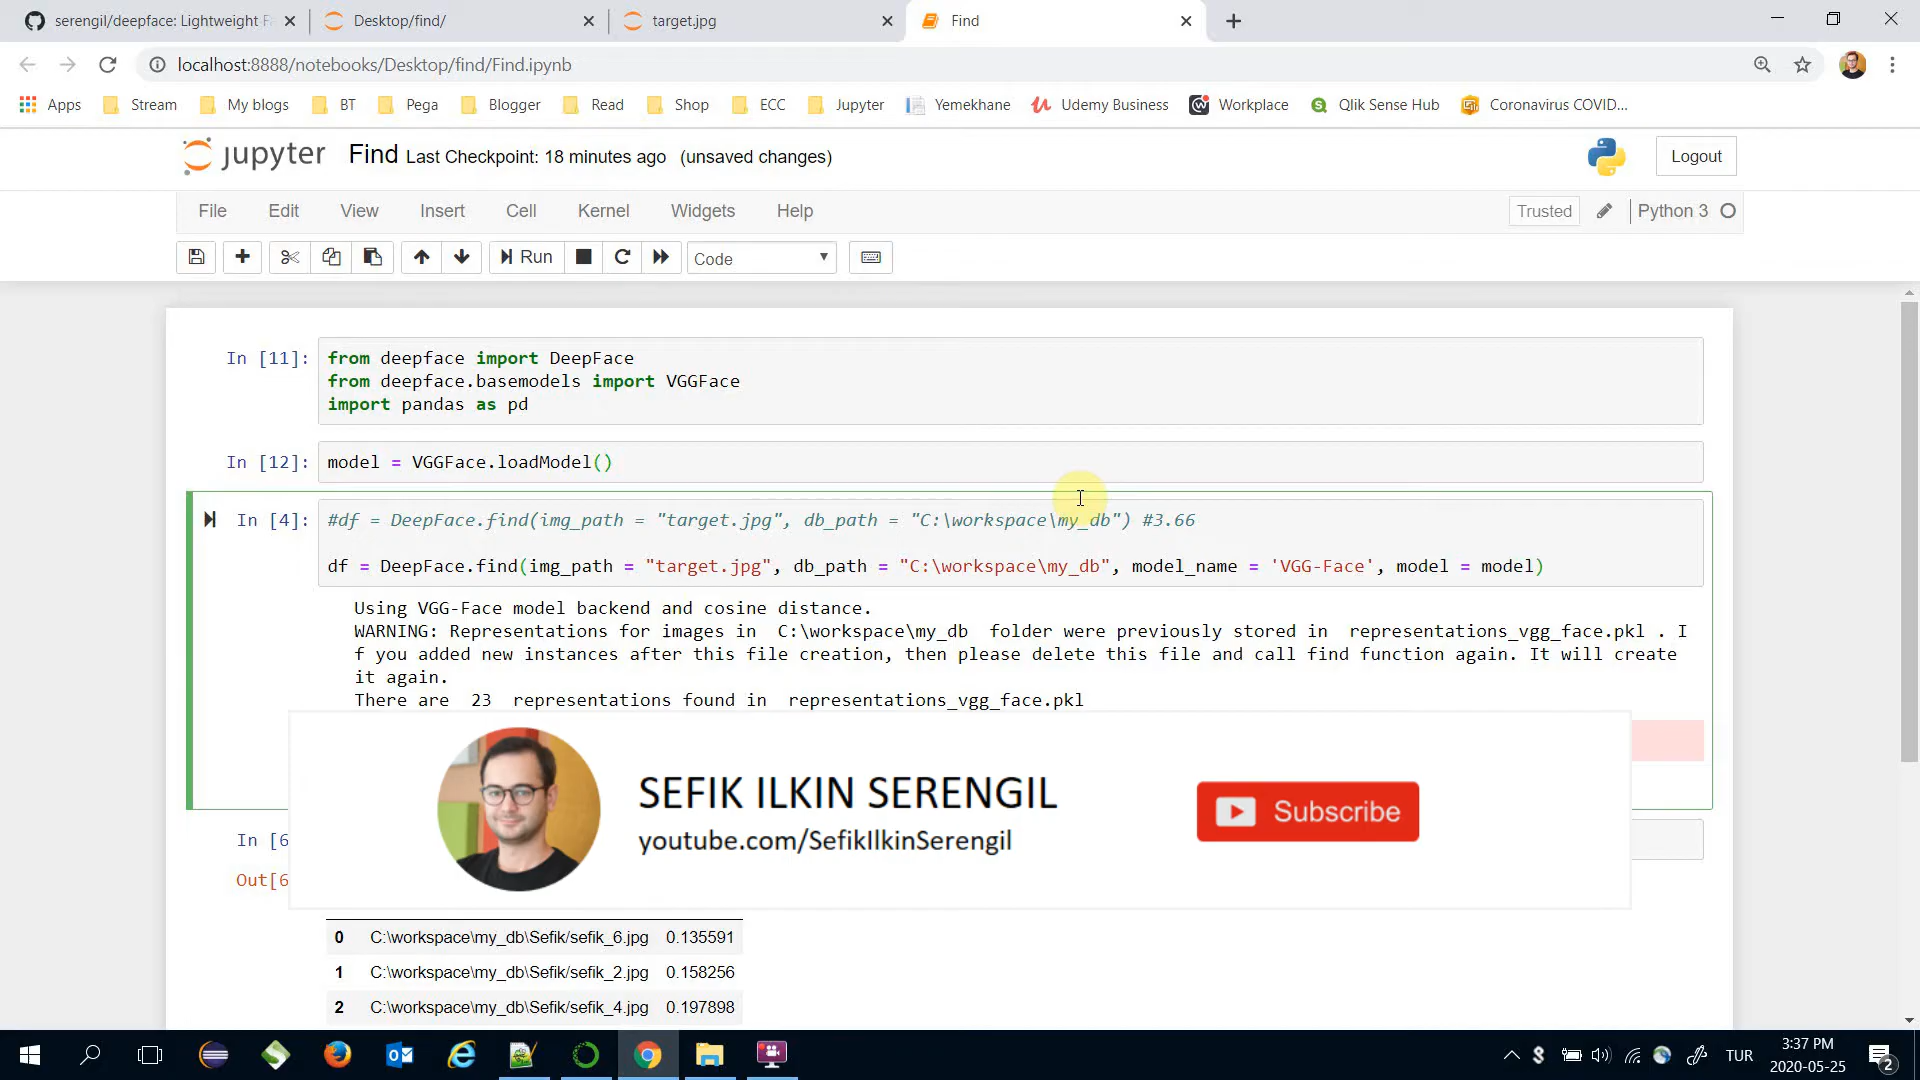 serengil/deepface: Lightweight F
Desktop/find/
target.jpg
Find
localhost:8888/notebooks/Desktop/find/Find.ipynb
Apps
Stream
My blogs
BT
Pega
Blogger
Read
Shop
ECC
Jupyter
Yemekhane
Udemy Business
Workplace
Qlik Sense Hub
Coronavirus COVID...
jupyter
Find Last Checkpoint: 18 minutes ago (unsaved changes)
Logout
File
Edit
View
Insert
Cell
Kernel
Widgets
Help
Trusted
Python 3
Run
Code
In [11]:
from deepface import DeepFace
from deepface.basemodels import VGGFace
import pandas as pd
In [12]:
model = VGGFace.loadModel()
In [4]:
#df = DeepFace.find(img_path = "target.jpg", db_path = "C:\workspace\my_db") #3.66
df = DeepFace.find(img_path = "target.jpg", db_path = "C:\workspace\my_db", model_name = 'VGG-Face', model = model)
Using VGG-Face model backend and cosine distance.
WARNING: Representations for images in  C:\workspace\my_db  folder were previously stored in  representations_vgg_face.pkl . I
f you added new instances after this file creation, then please delete this file and call find function again. It will create
it again.
There are  23  representations found in  representations_vgg_face.pkl
SEFIK ILKIN SERENGIL
youtube.com/SefikIlkinSerengil
Subscribe
In [6
Out[6
0 C:\workspace\my_db\Sefik/sefik_6.jpg 0.135591
1 C:\workspace\my_db\Sefik/sefik_2.jpg 0.158256
2 C:\workspace\my_db\Sefik/sefik_4.jpg 0.197898
TUR
3:37 PM
2020-05-25
2